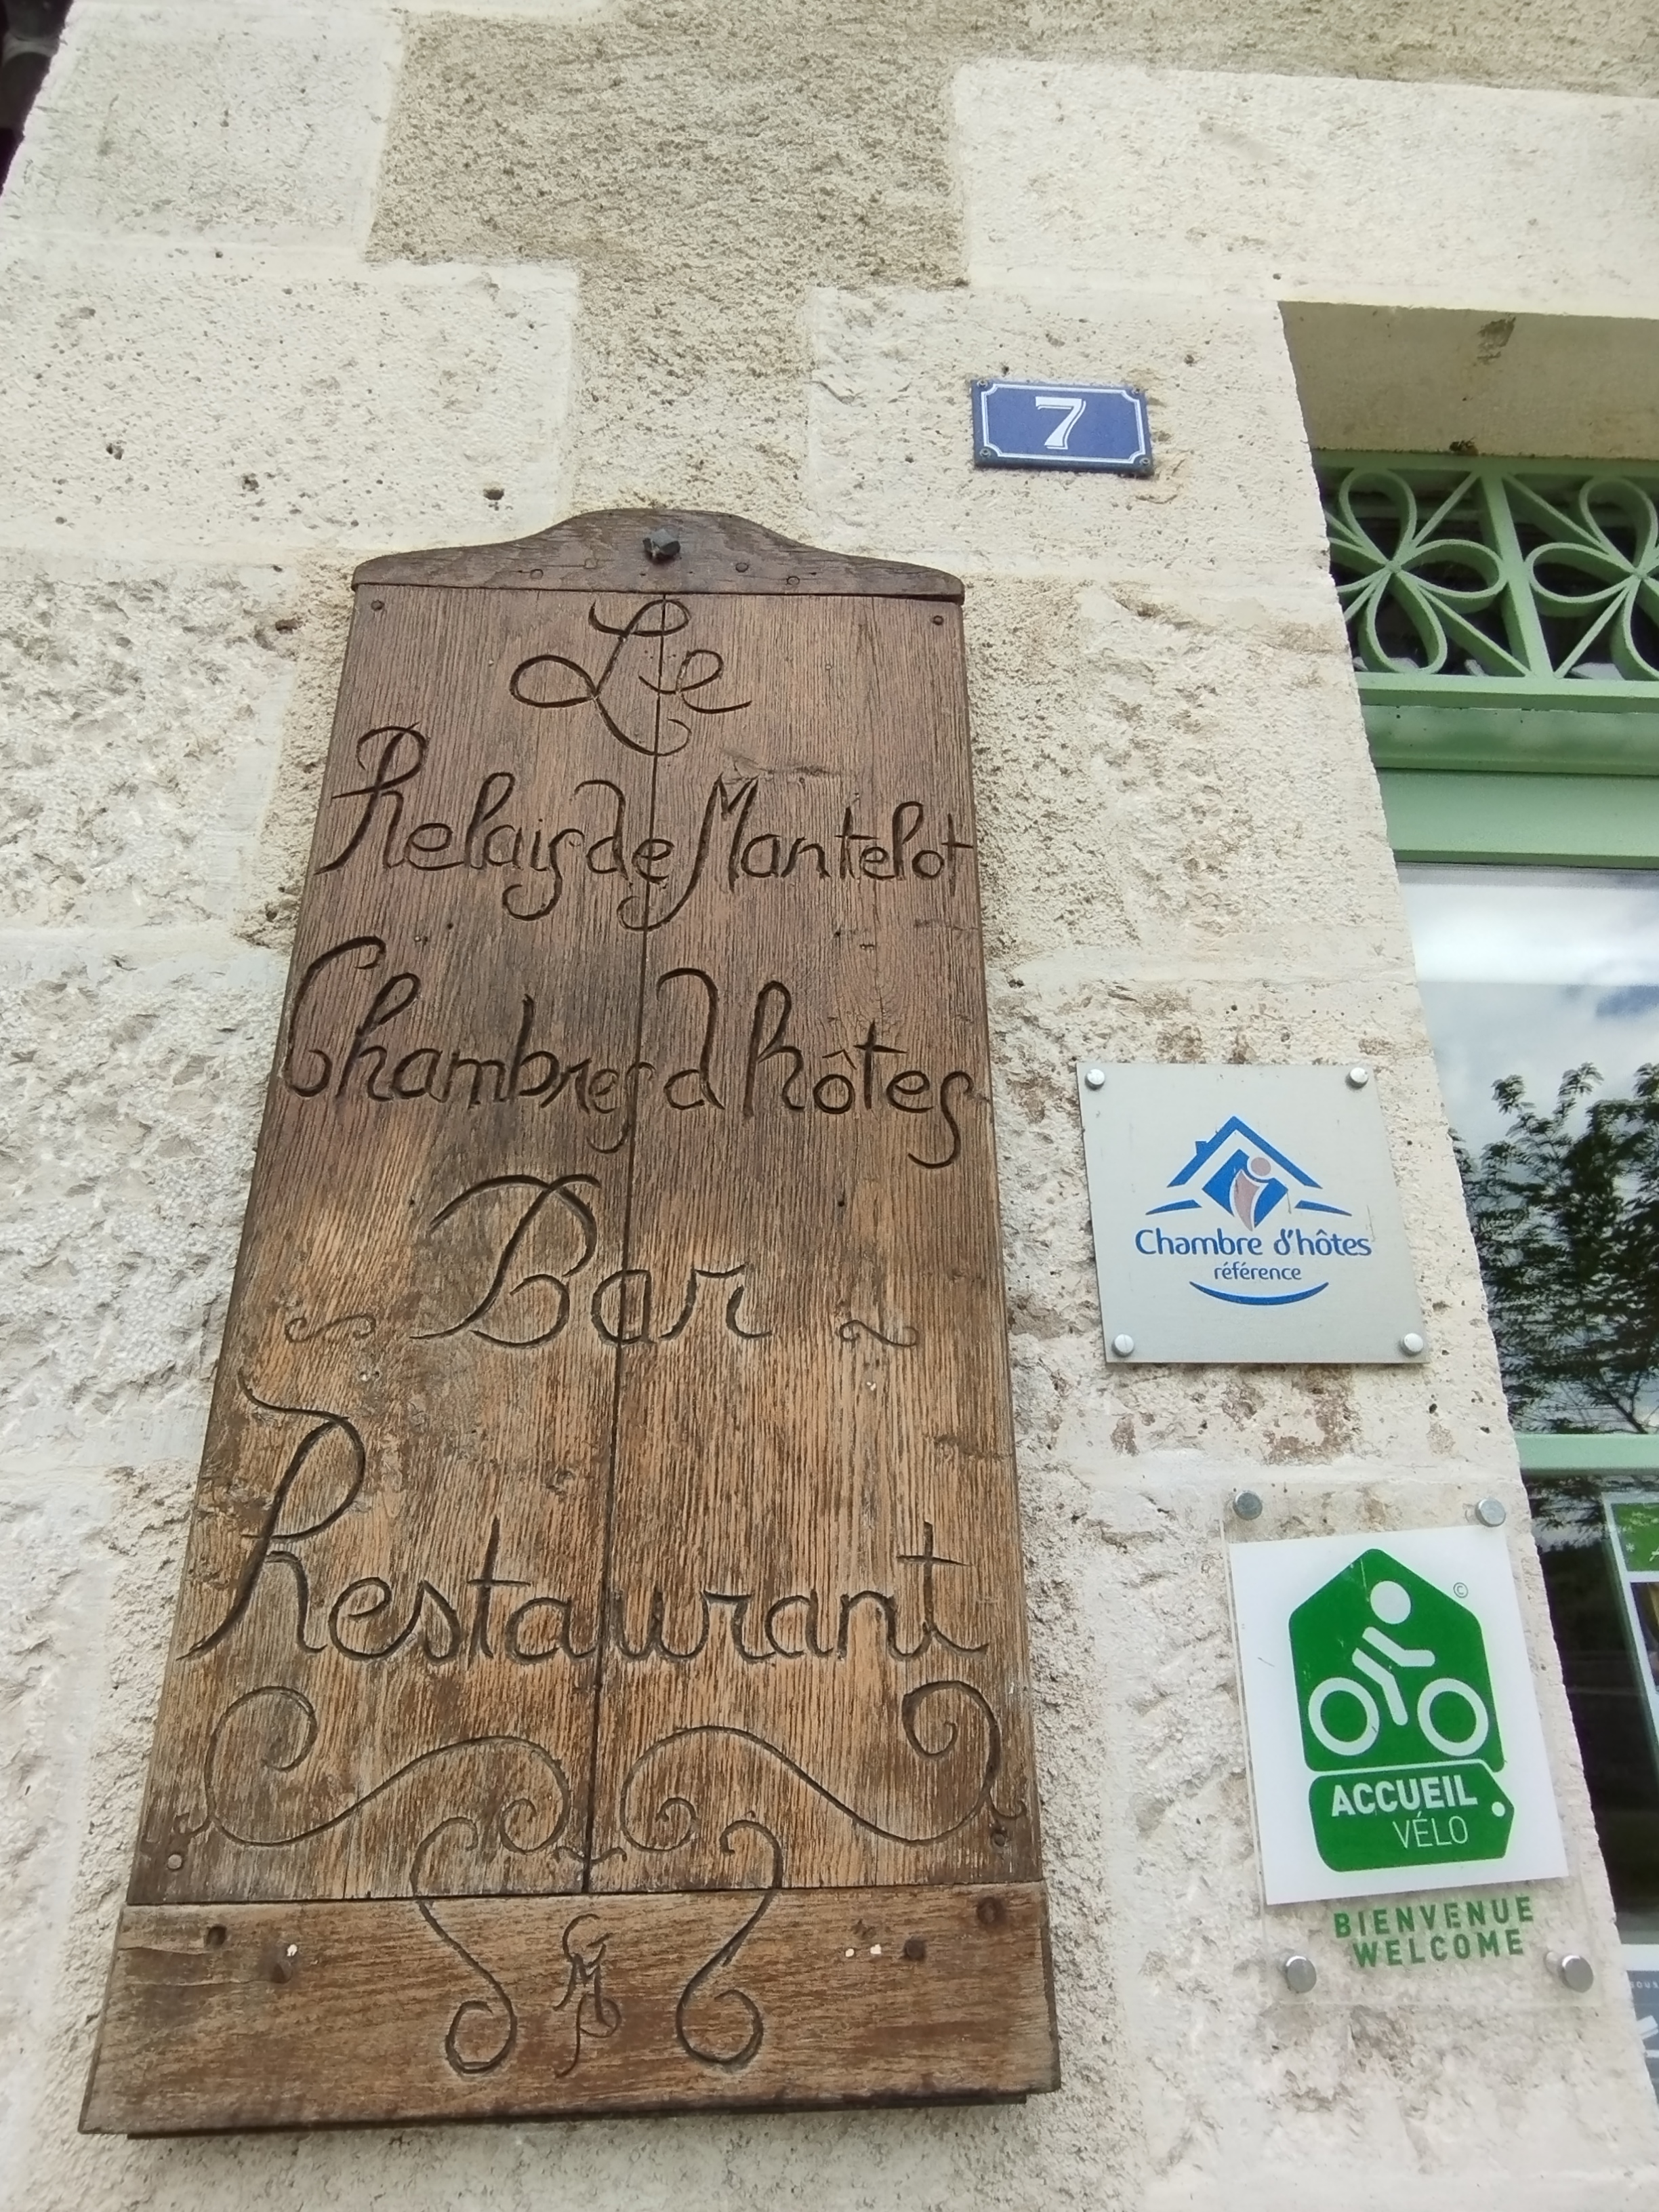 7
Le
Relais de Mantelot
Chambres d'hôtes
Bar
Restaurant
Chambre d'hôtes
référence
©
ACCUEIL
VÉLO
BIENVENUE
WELCOME